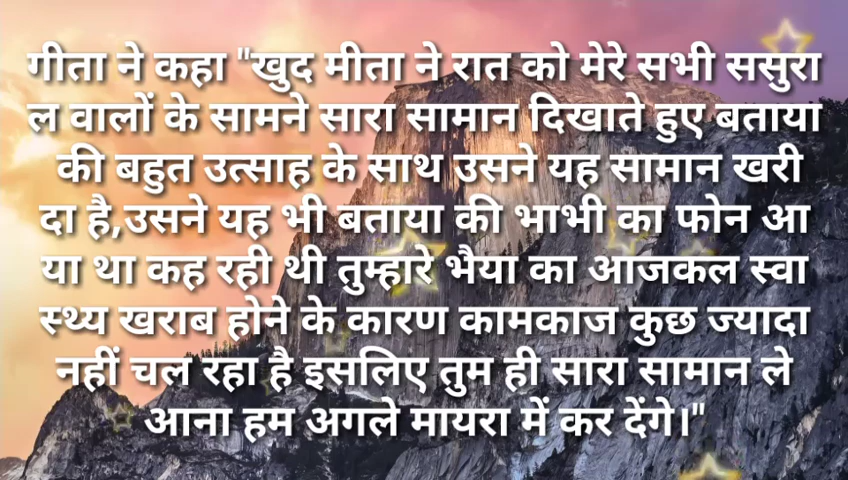 गीता ने कहा "खुद मीता ने रात को मेरे सभी ससुरा
ल वालों के सामने सारा सामान दिखाते हुए बताया
की बहुत उत्साह के साथ उसने यह सामान खरी
दा है,उसने यह भी बताया की भाभी का फोन आ
या था कह रही थी तुम्हारे भैया का आजकल स्वा
स्थ्य खराब होने के कारण कामकाज कुछ ज्यादा
नहीं चल रहा है इसलिए तुम ही सारा सामान ले
आना हम अगले मायरा में कर देंगे।"